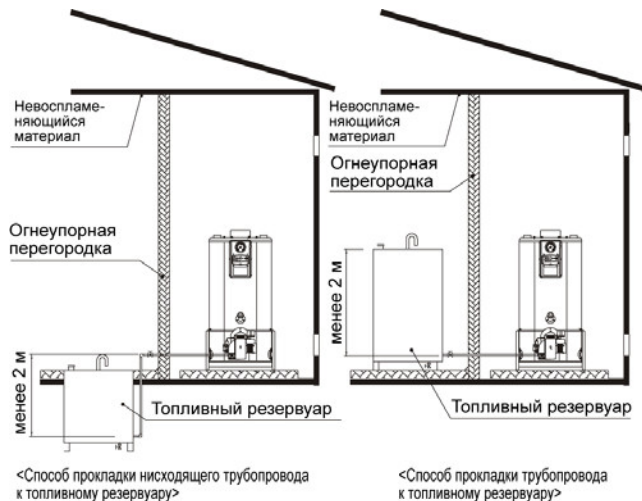 Невоспламе-
няющийся
материал
Огнеупорная
перегородка
менее 2 м
Топливный резервуар
<Способ прокладки нисходящего трубопровода
к топливному резервуару>
Невоспламе-
няющийся
материал
Огнеупорная
перегородка
менее 2 м
Топливный резервуар
<Способ прокладки трубопровода
к топливному резервуару>